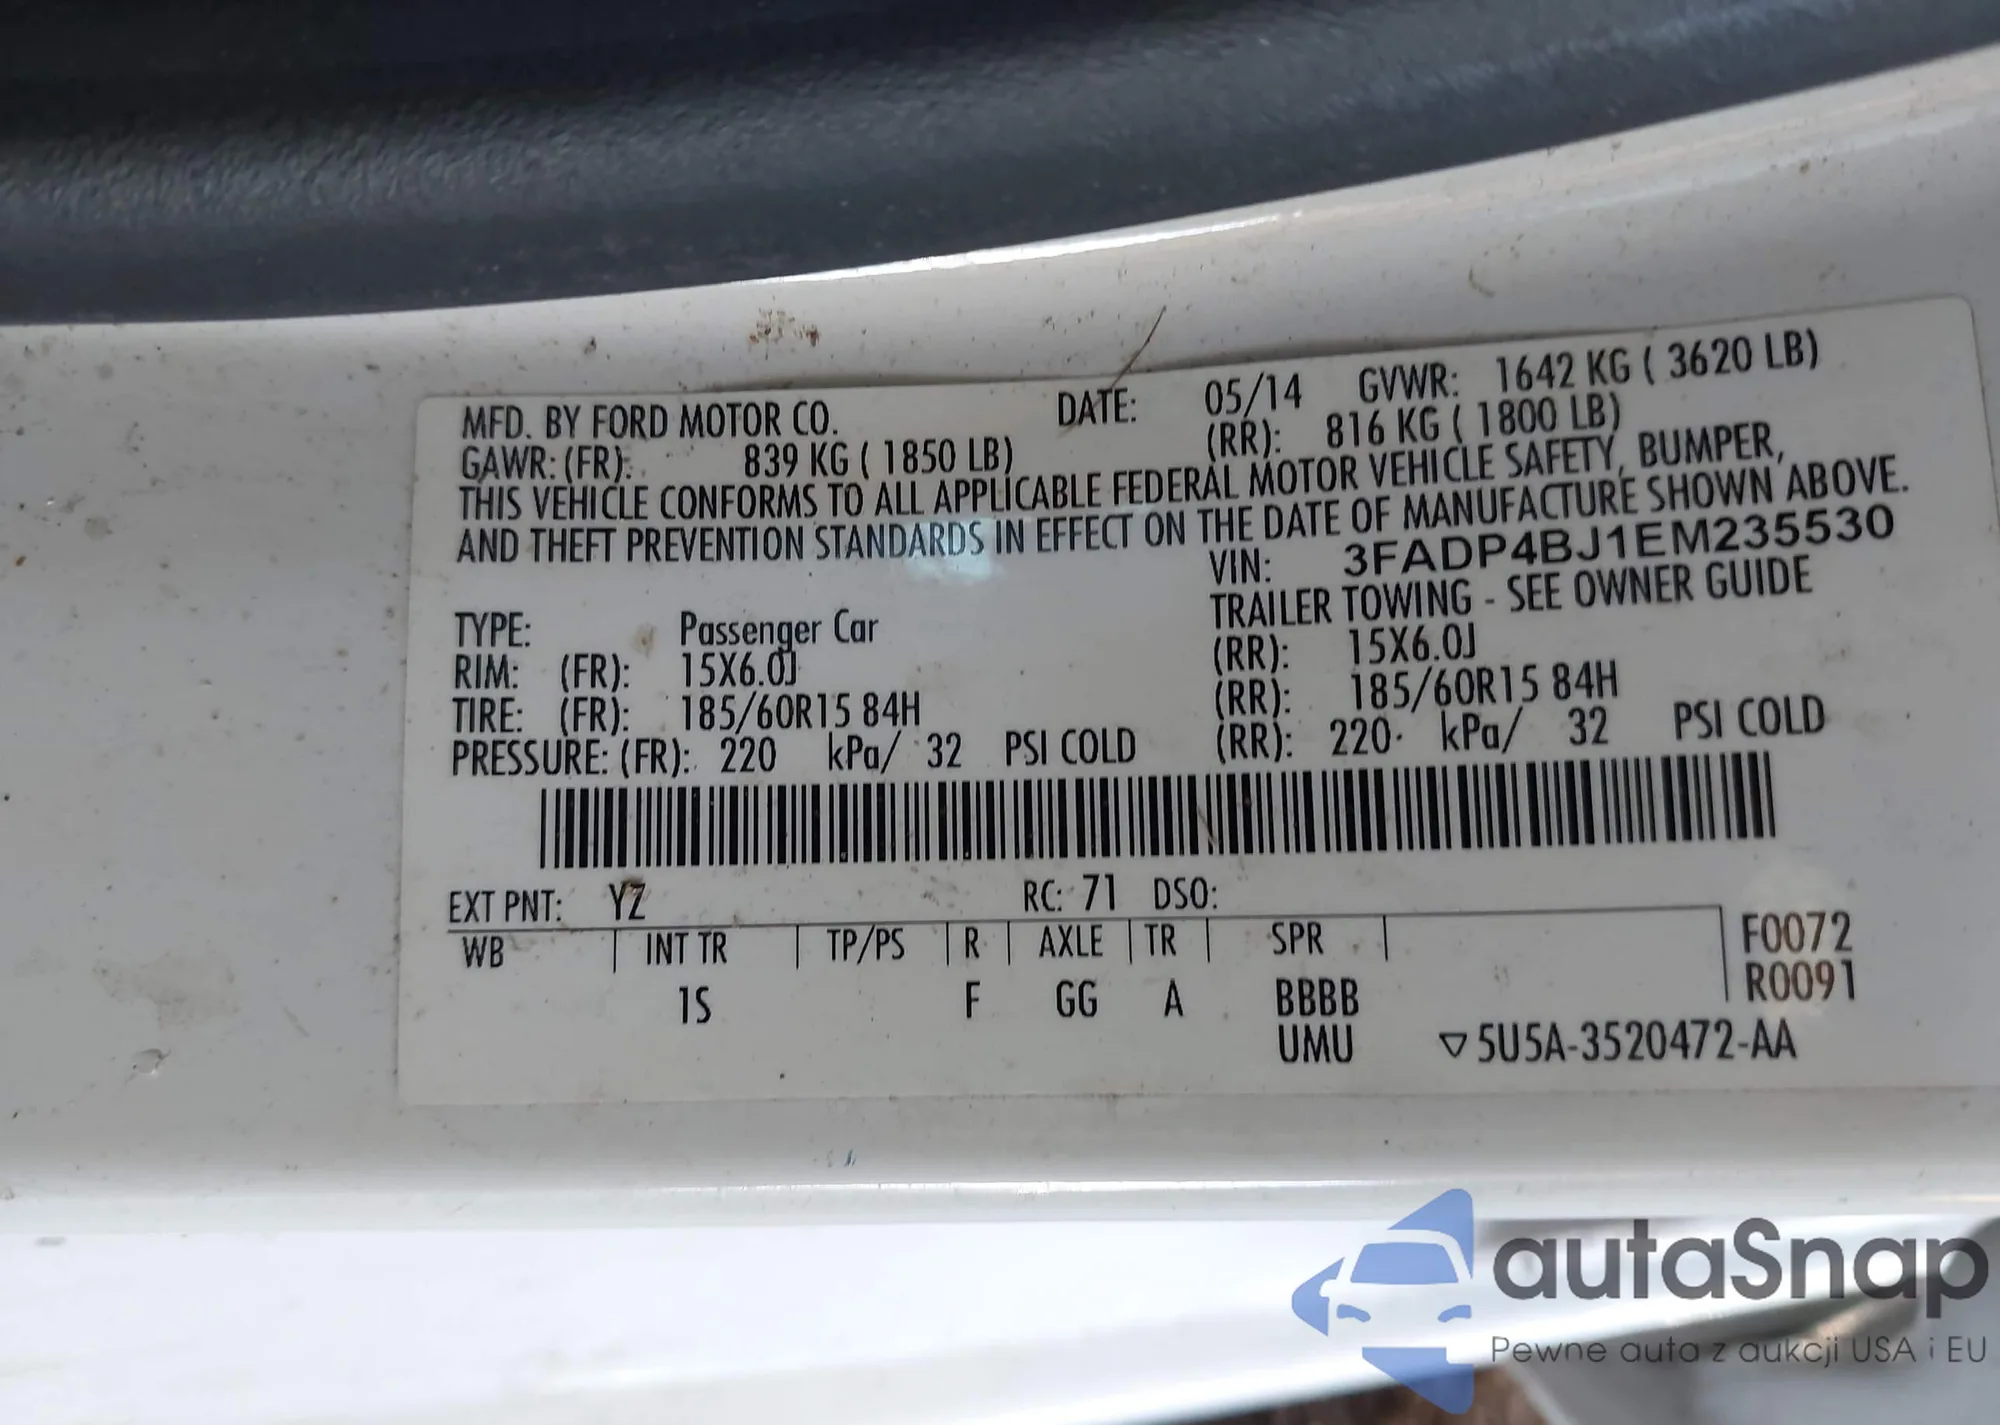 MFD. BY FORD MOTOR CO. DATE: 05/14 GVWR: 1642 KG ( 3620 LB)
GAWR: (FR): 839 KG ( 1850 LB) (RR): 816 KG ( 1800 LB)
THIS VEHICLE CONFORMS TO ALL APPLICABLE FEDERAL MOTOR VEHICLE SAFETY, BUMPER,
AND THEFT PREVENTION STANDARDS IN EFFECT ON THE DATE OF MANUFACTURE SHOWN ABOVE.
VIN: 3FADP4BJ1EM235530
TYPE: Passenger Car TRAILER TOWING - SEE OWNER GUIDE
RIM: (FR): 15X6.0J (RR): 15X6.0J
TIRE: (FR): 185/60R15 84H (RR): 185/60R15 84H
PRESSURE: (FR): 220 kPa/ 32 PSI COLD (RR): 220 kPa/ 32 PSI COLD
EXT PNT: YZ RC: 71 DSO:
WB INT TR TP/PS R AXLE TR SPR F0072
1S F GG A BBBB R0091
UMU ▽ 5U5A-3520472-AA
autaSnap
Pewne auta z aukcji USA i EU